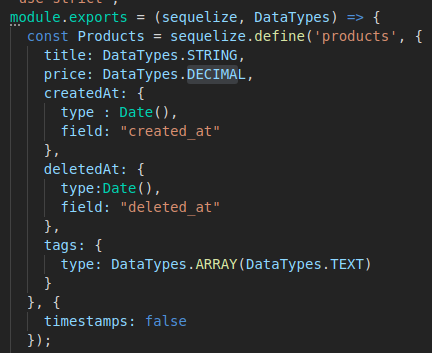 "use strict";
module.exports = (sequelize, DataTypes) => {
  const Products = sequelize.define('products', {
    title: DataTypes.STRING,
    price: DataTypes.DECIMAL,
    createdAt: {
      type : Date(),
      field: "created_at"
    },
    deletedAt: {
      type:Date(),
      field: "deleted_at"
    },
    tags: {
      type: DataTypes.ARRAY(DataTypes.TEXT)
    }
  }, {
    timestamps: false
  });